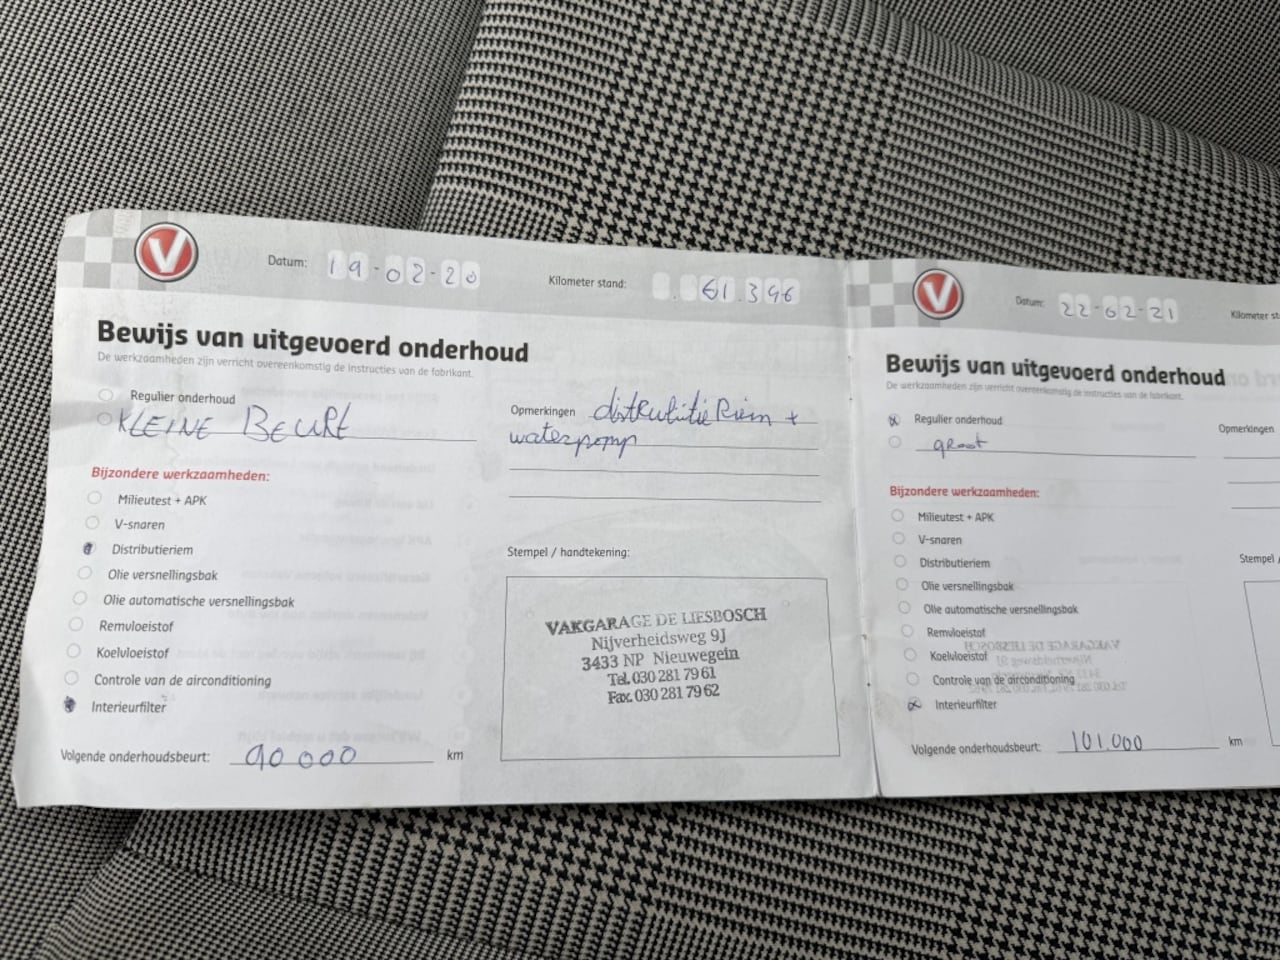 V
Datum: 19-02-20
Kilometer stand: 61.396
Bewijs van uitgevoerd onderhoud
De werkzaamheden zijn verricht overeenkomstig de instructies van de fabrikant.
Regulier onderhoud
KLEINE BEURT
Opmerkingen distributie Riem +
waterpomp
Bijzondere werkzaamheden:
Milieutest + APK
V-snaren
Distributieriem
Olie versnellingsbak
Olie automatische versnellingsbak
Remvloeistof
Koelvloeistof
Controle van de airconditioning
Interieurfilter
Volgende onderhoudsbeurt: 90 000 km
Stempel / handtekening:
VAKGARAGE DE LIESBOSCH
Nijverheidsweg 9J
3433 NP Nieuwegein
Tel. 030 281 79 61
Fax. 030 281 79 62
V
Datum: 22-02-21
Kilometer st
Bewijs van uitgevoerd onderhoud
De werkzaamheden zijn verricht overeenkomstig de instructies van de fabrikant.
Regulier onderhoud
groot
Opmerkingen
Bijzondere werkzaamheden:
Milieutest + APK
V-snaren
Distributieriem
Olie versnellingsbak
Olie automatische versnellingsbak
Remvloeistof
Koelvloeistof
Controle van de airconditioning
Interieurfilter
Volgende onderhoudsbeurt: 101.000 km
Stempel /